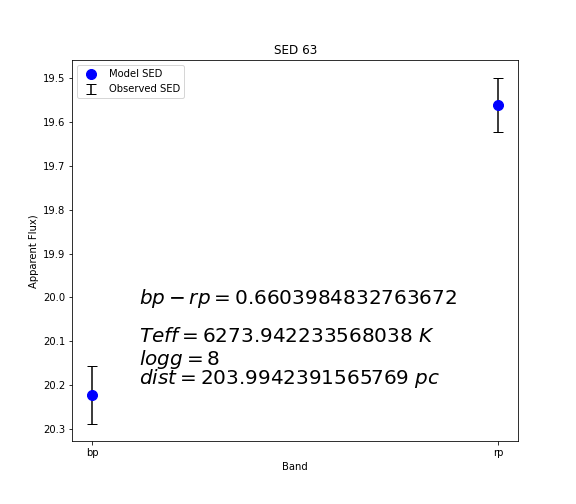 SED 63
Model SED
Observed SED
Apparent Flux)
19.5
19.6
19.7
19.8
19.9
20.0
20.1
20.2
20.3
bp − rp = 0.6603984832763672
Teff = 6273.942233568038 K
logg = 8
dist = 203.9942391565769 pc
bp
rp
Band